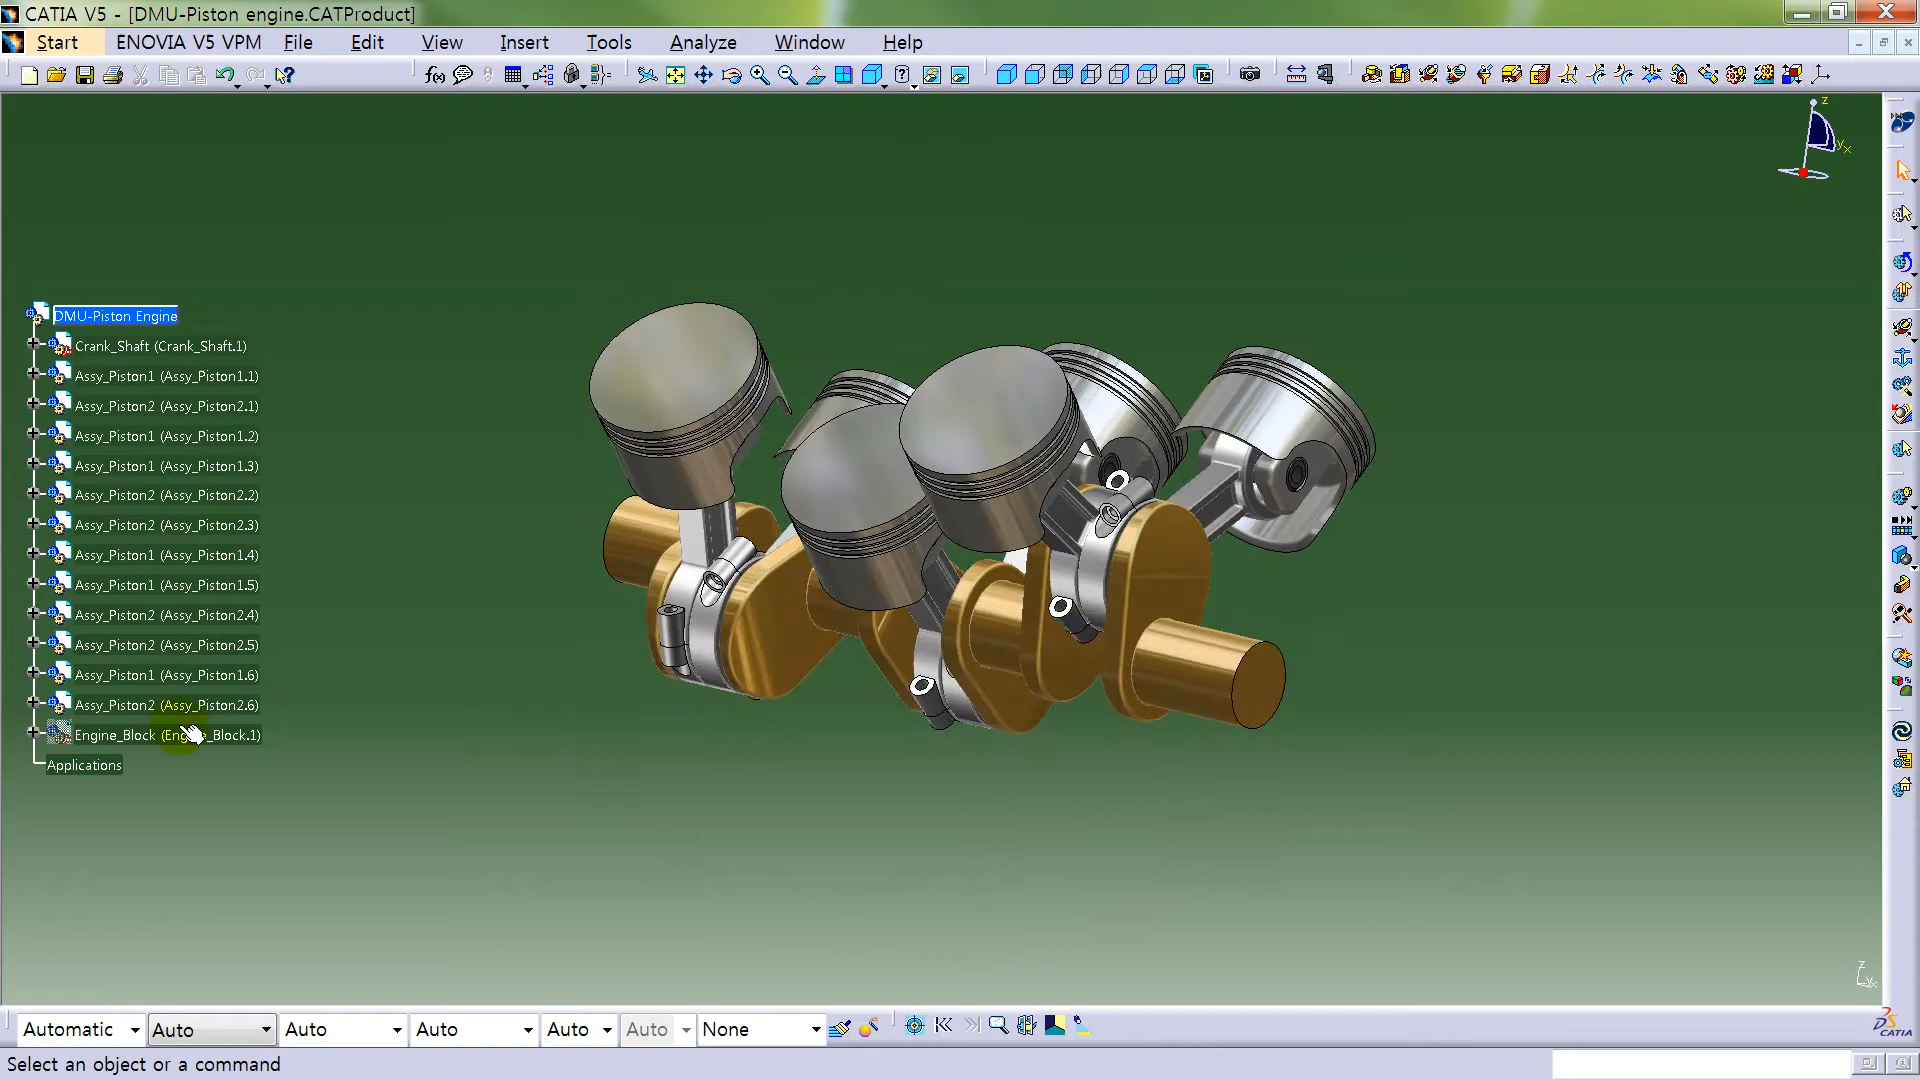 CATIA V5 - [DMU-Piston engine.CATProduct]
Start ENOVIA V5 VPM File Edit View Insert Tools Analyze Window Help
z
y x
DMU-Piston Engine
Crank_Shaft (Crank_Shaft.1)
Assy_Piston1 (Assy_Piston1.1)
Assy_Piston2 (Assy_Piston2.1)
Assy_Piston1 (Assy_Piston1.2)
Assy_Piston1 (Assy_Piston1.3)
Assy_Piston2 (Assy_Piston2.2)
Assy_Piston2 (Assy_Piston2.3)
Assy_Piston1 (Assy_Piston1.4)
Assy_Piston1 (Assy_Piston1.5)
Assy_Piston2 (Assy_Piston2.4)
Assy_Piston2 (Assy_Piston2.5)
Assy_Piston1 (Assy_Piston1.6)
Assy_Piston2 (Assy_Piston2.6)
Engine_Block (Engine_Block.1)
Applications
Automatic Auto Auto Auto Auto Auto None
CATIA
Select an object or a command